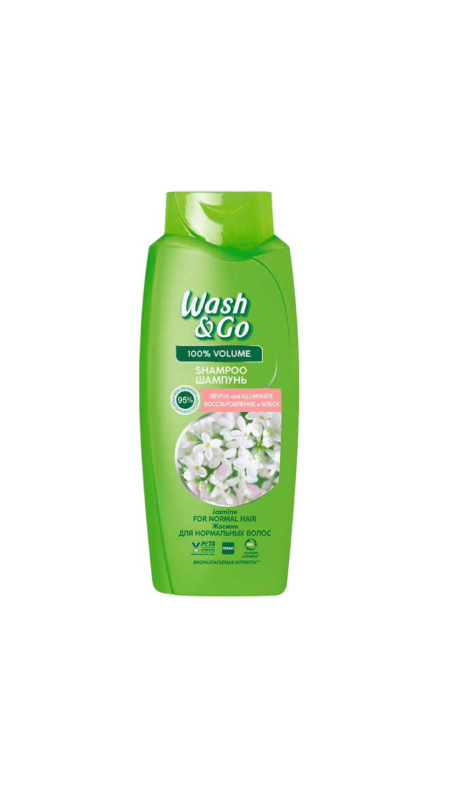 Wash
&Go
100% VOLUME
SHAMPOO
ШАМПУНЬ
95%
REVIVE and ILLUMINATE
ВОССТАНОВЛЕНИЕ и БЛЕСК
Jasmine
FOR NORMAL HAIR
Жасмин
ДЛЯ НОРМАЛЬНЫХ ВОЛОС
PETA
VEGAN
БИОРАЗЛАГАЕМАЯ ФОРМУЛА**